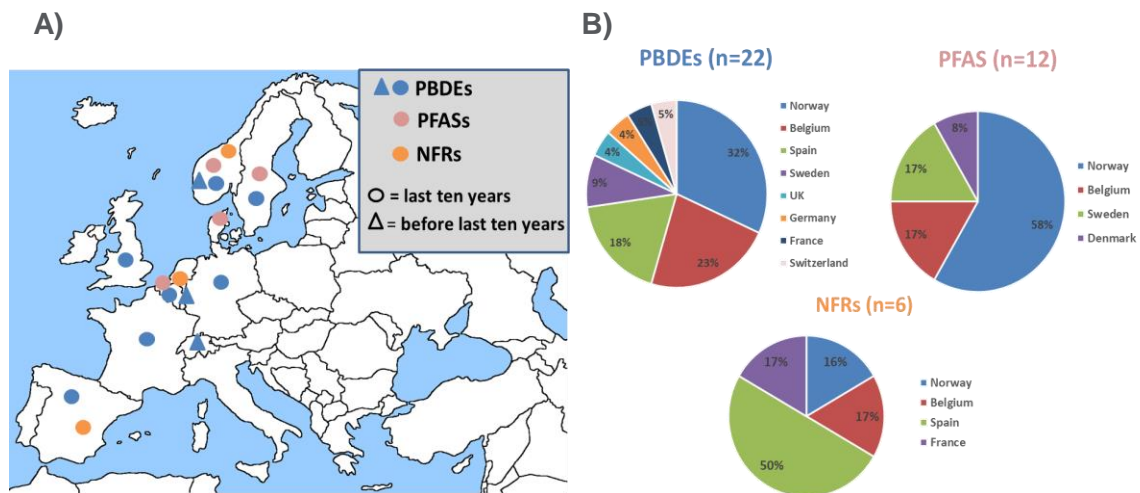 A)
PBDEs
PFASs
NFRs
= last ten years
= before last ten years
B)
PBDEs (n=22)
5%
4%
4%
9%
18%
23%
32%
Norway
Belgium
Spain
Sweden
UK
Germany
France
Switzerland
PFAS (n=12)
8%
17%
17%
58%
Norway
Belgium
Sweden
Denmark
NFRs (n=6)
17%
16%
17%
50%
Norway
Belgium
Spain
France